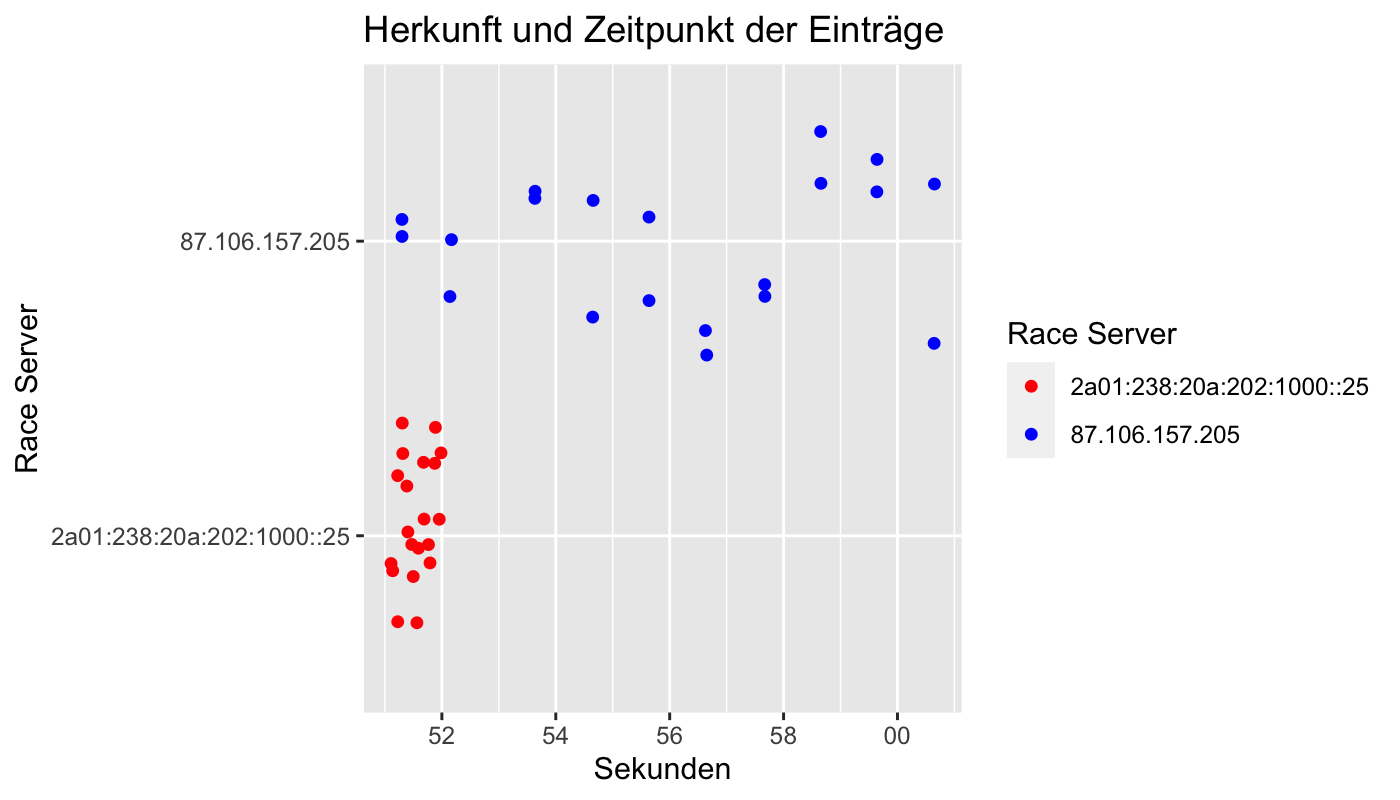 Herkunft und Zeitpunkt der Einträge
Race Server
87.106.157.205
2a01:238:20a:202:1000::25
52 54 56 58 00
Sekunden
Race Server
2a01:238:20a:202:1000::25
87.106.157.205